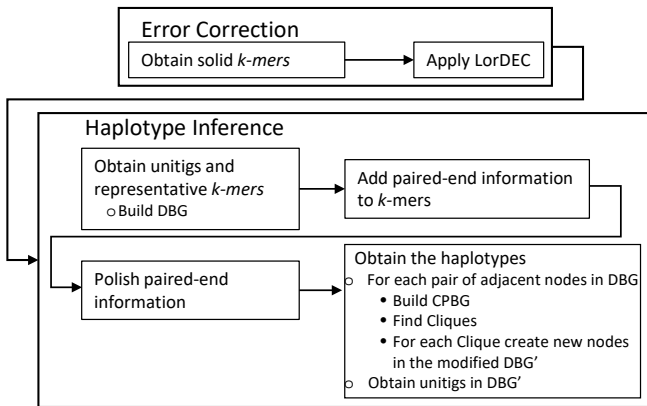 Error Correction
Obtain solid k-mers
Apply LorDEC
Haplotype Inference
Obtain unitigs and
representative k-mers
o Build DBG
Add paired-end information
to k-mers
Polish paired-end
information
Obtain the haplotypes
o For each pair of adjacent nodes in DBG
• Build CPBG
• Find Cliques
• For each Clique create new nodes
in the modified DBG’
o Obtain unitigs in DBG’